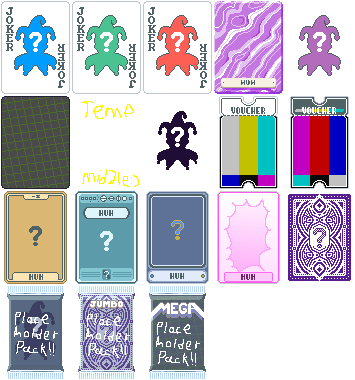 JOKER ? JOKER
JOKER ? JOKER
JOKER ? JOKER
HUH
?
Temp
middle
?
VOUCHER
VOUCHER
?
HUH
HUH
?
?
HUH
HUH
?
Place
holder
Pack!!
JUMBO
Place
holder
Pack!!
MEGA
Place
holder
Pack!!